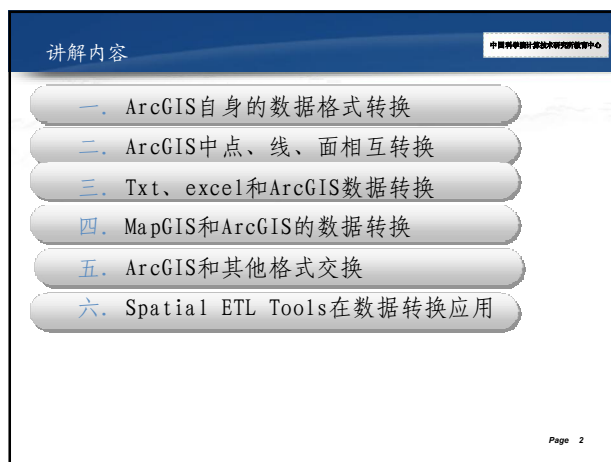 讲解内容
中国科学院计算技术研究所教育中心
一. ArcGIS自身的数据格式转换
二. ArcGIS中点、线、面相互转换
三. Txt、excel和ArcGIS数据转换
四. MapGIS和ArcGIS的数据转换
五. ArcGIS和其他格式交换
六. Spatial ETL Tools在数据转换应用
Page 2